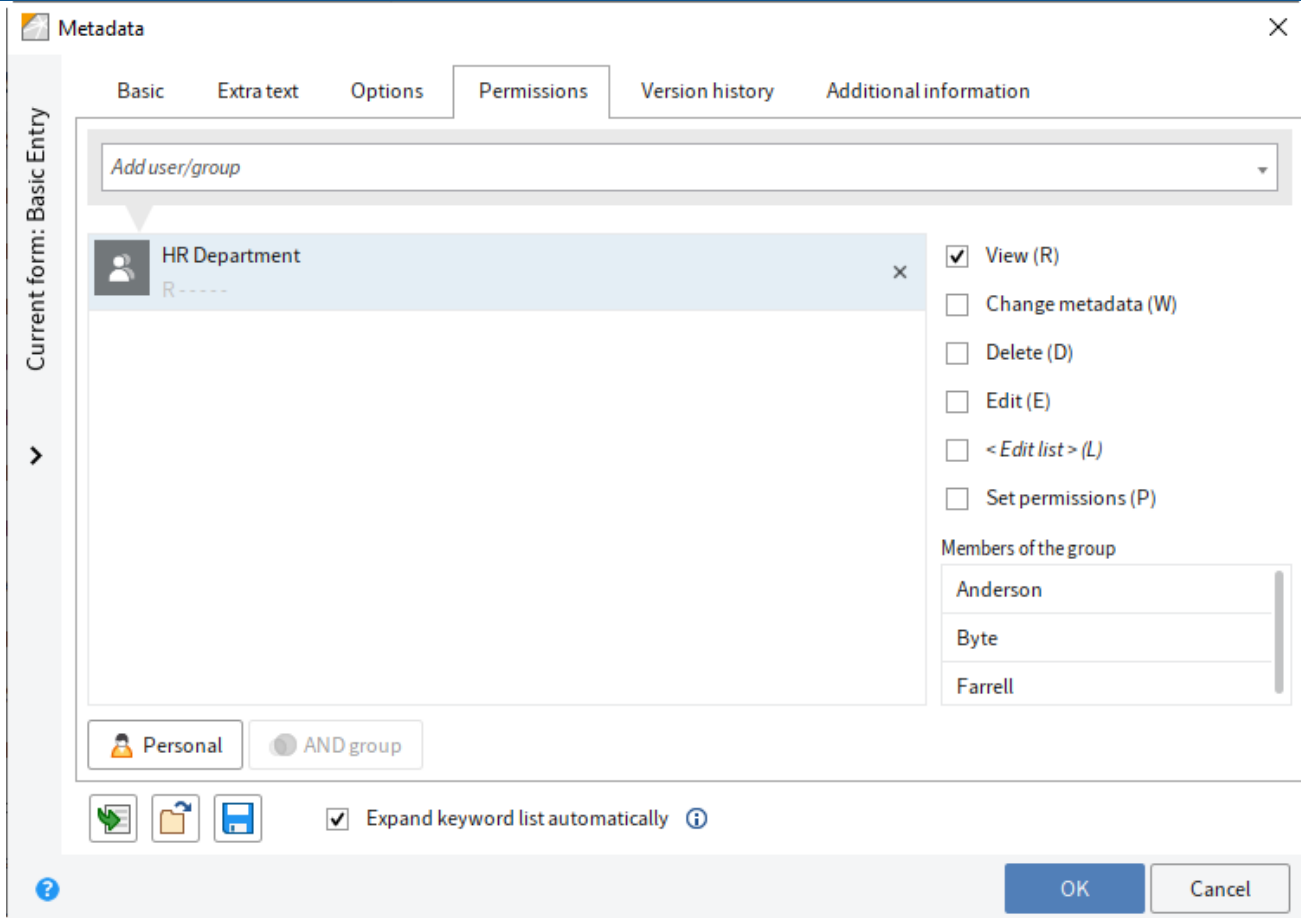 Metadata
Current form: Basic Entry
Basic Extra text Options Permissions Version history Additional information
Add user/group
HR Department
R - - - - -
View (R)
Change metadata (W)
Delete (D)
Edit (E)
< Edit list > (L)
Set permissions (P)
Members of the group
Anderson
Byte
Farrell
Personal AND group
Expand keyword list automatically
OK Cancel